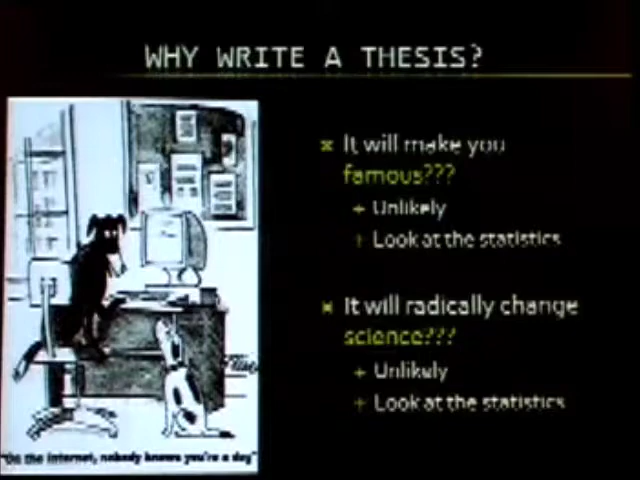 WHY WRITE A THESIS?
It will make you
famous???
+ Unlikely
+ Look at the statistics
It will radically change
science???
+ Unlikely
+ Look at the statistics
"On the Internet, nobody knows you're a dog"